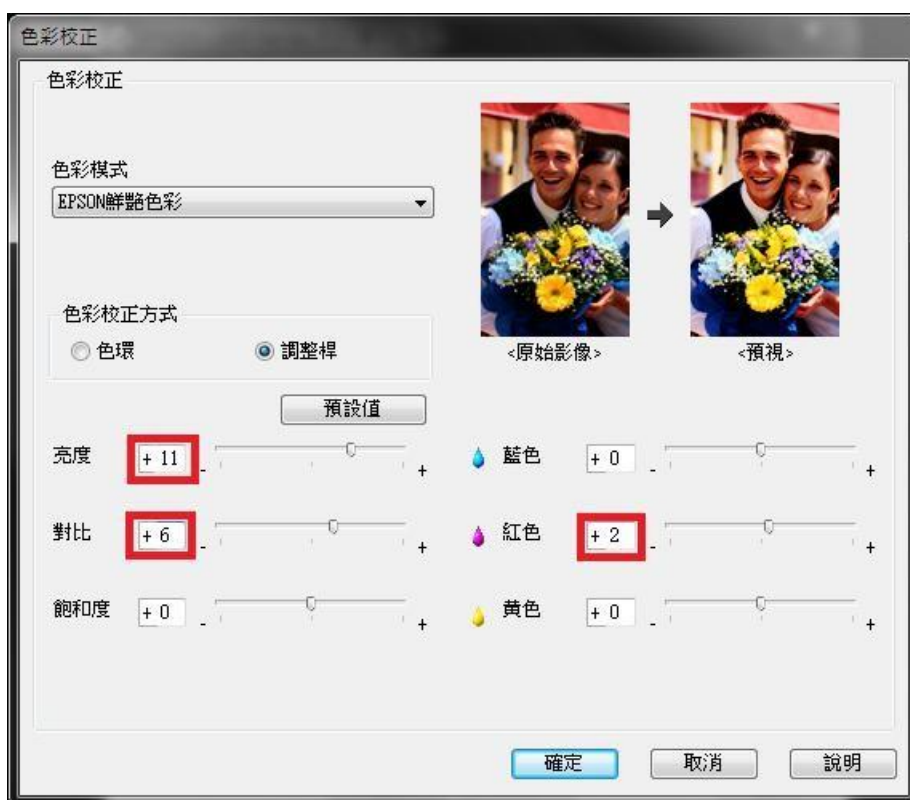 色彩校正
色彩校正
色彩模式
EPSON鮮豔色彩
色彩校正方式
色環
調整桿
<原始影像>
<預視>
預設值
亮度 + 11 - +
藍色 + 0 - +
對比 + 6 - +
紅色 + 2 - +
飽和度 + 0 - +
黃色 + 0 - +
確定
取消
說明